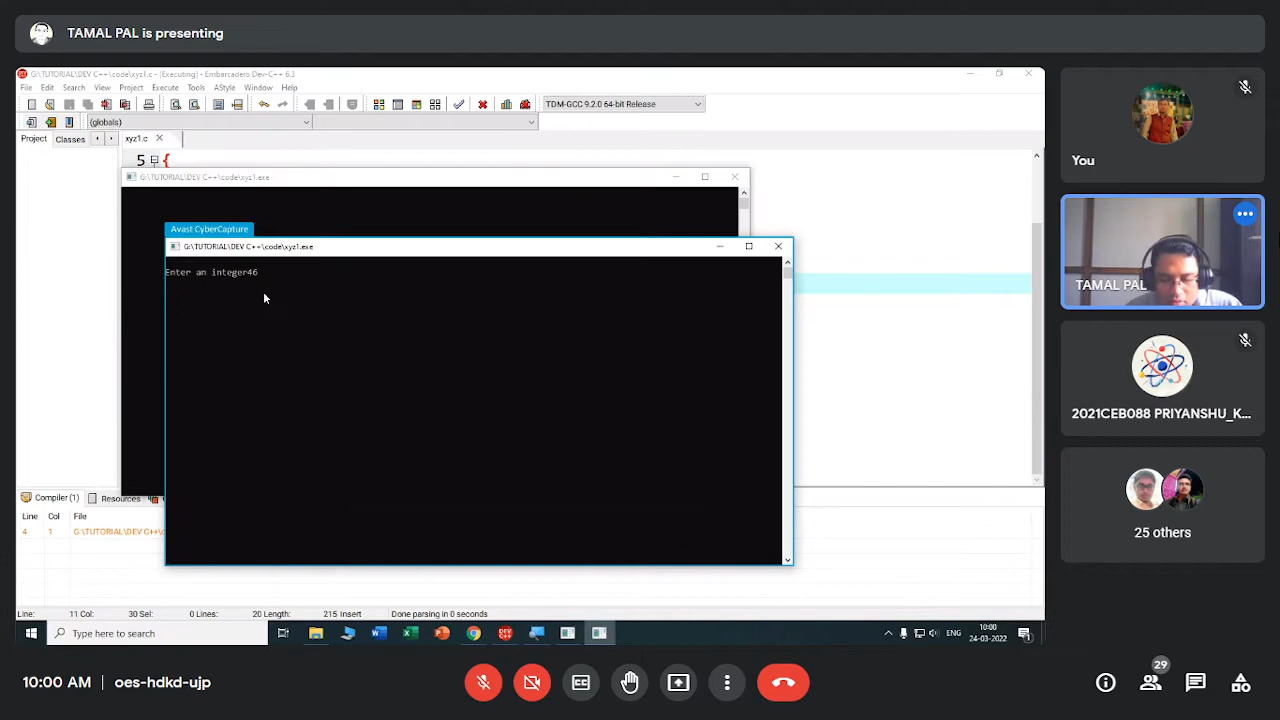 TAMAL PAL is presenting
G:\TUTORIAL\DEV C++\code\xyz1.c - [Executing] - Embarcadero Dev-C++ 6.3
File Edit Search View Project Execute Tools AStyle Window Help
TDM-GCC 9.2.0 64-bit Release
(globals)
Project Classes xyz1.c
5 {
G:\TUTORIAL\DEV C++\code\xyz1.exe
Avast CyberCapture
G:\TUTORIAL\DEV C++\code\xyz1.exe
Enter an integer46
Compiler (1) Resources
Line Col File
4 1 G:\TUTORIAL\DEV C++\
Line: 11 Col: 30 Sel: 0 Lines: 20 Length: 215 Insert Done parsing in 0 seconds
Type here to search
ENG
10:00
24-03-2022
You
TAMAL PAL
2021CEB088 PRIYANSHU_K...
25 others
10:00 AM | oes-hdkd-ujp
29